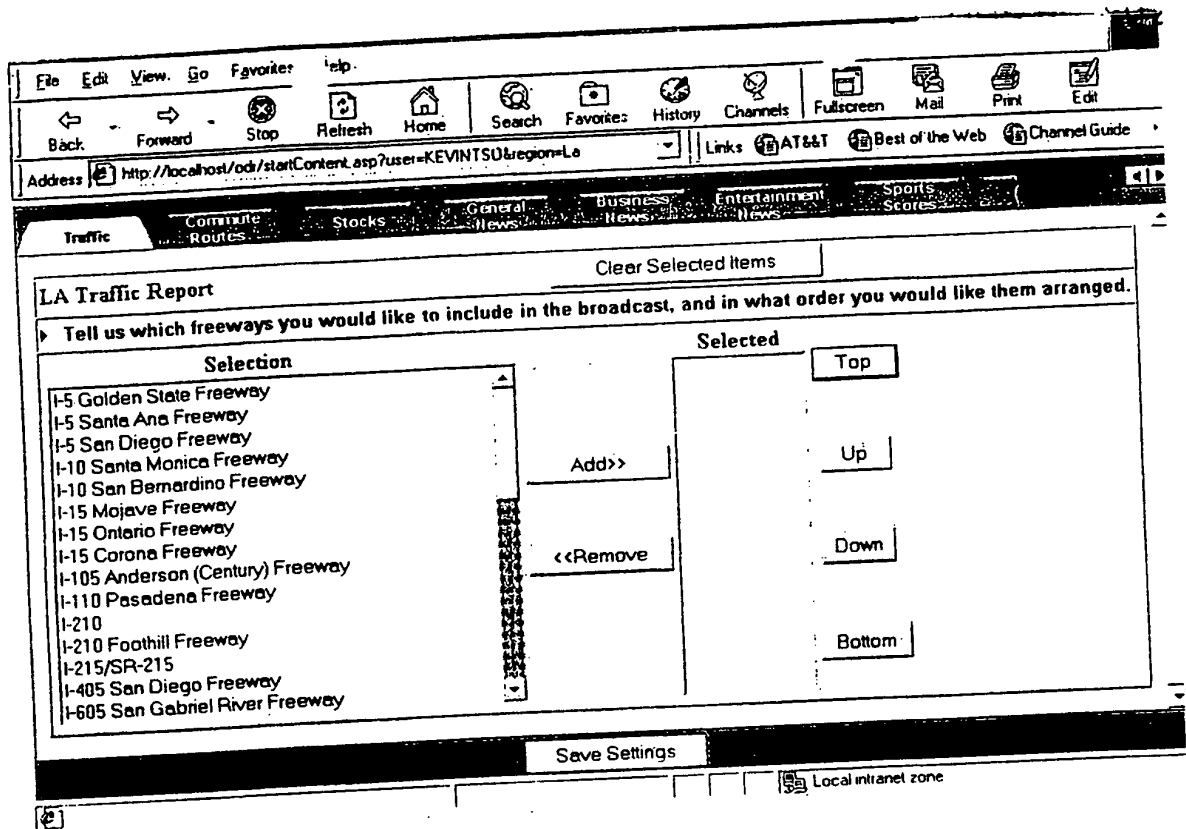 File Edit View. Go Favorites
Back Forward Stop Refresh Home Search Favorites History Channels Fullscreen Mail Print Edit
Address http://localhost/odr/startContent.asp?user=KEVINTSU&region=La Links AT&&T Best of the Web Channel Guide
Traffic Commute Routes Stocks General News Business News Entertainment News Sports Scores
LA Traffic Report Clear Selected Items
Tell us which freeways you would like to include in the broadcast, and in what order you would like them arranged.
Selection Selected
I-5 Golden State Freeway
I-5 Santa Ana Freeway
I-5 San Diego Freeway
I-10 Santa Monica Freeway
I-10 San Bernardino Freeway
I-15 Mojave Freeway
I-15 Ontario Freeway
I-15 Corona Freeway
I-105 Anderson (Century) Freeway
I-110 Pasadena Freeway
I-210
I-210 Foothill Freeway
I-215/SR-215
I-405 San Diego Freeway
I-605 San Gabriel River Freeway
Add>>
<<Remove
Top
Up
Down
Bottom
Save Settings
Local intranet zone